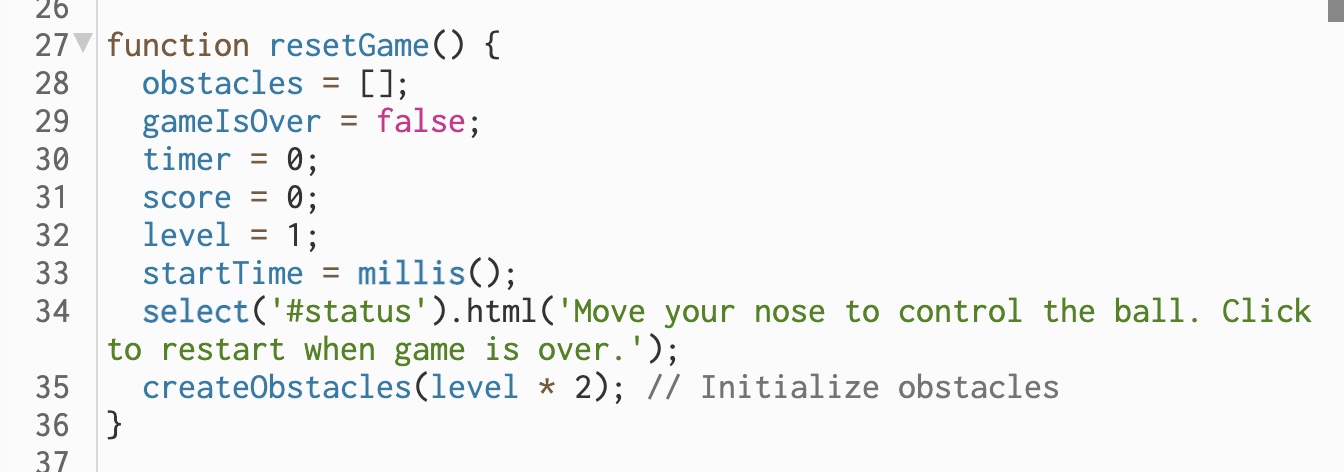 26
27 function resetGame() {
28   obstacles = [];
29   gameIsOver = false;
30   timer = 0;
31   score = 0;
32   level = 1;
33   startTime = millis();
34   select('#status').html('Move your nose to control the ball. Click
to restart when game is over.');
35   createObstacles(level * 2); // Initialize obstacles
36 }
37